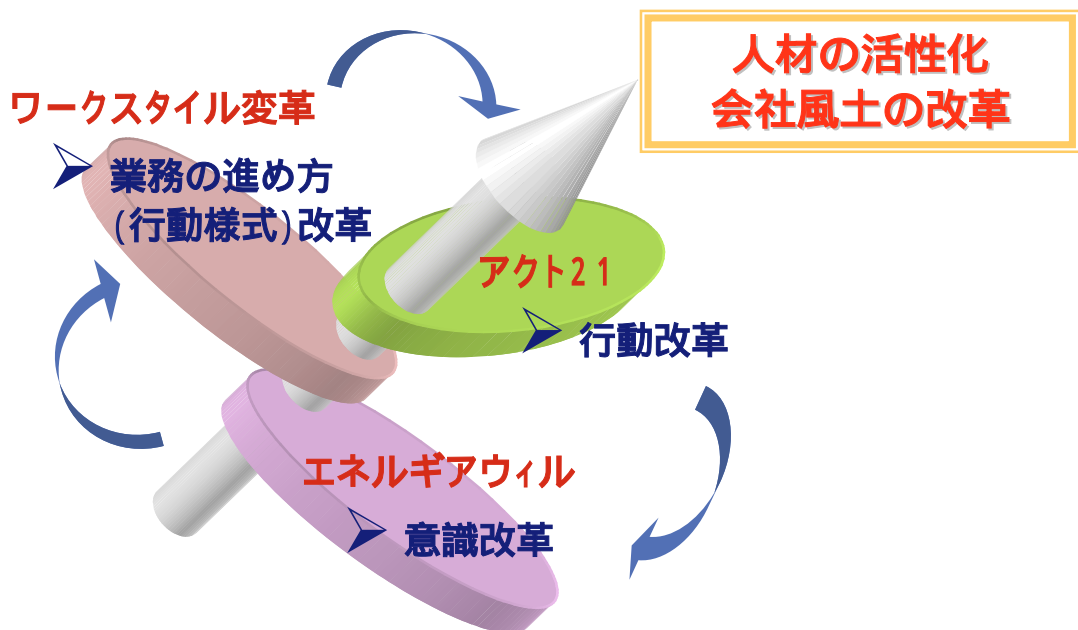 人材の活性化
会社風土の改革
ワークスタイル変革
業務の進め方
(行動様式)改革
アクト21
行動改革
エネルギアウィル
意識改革